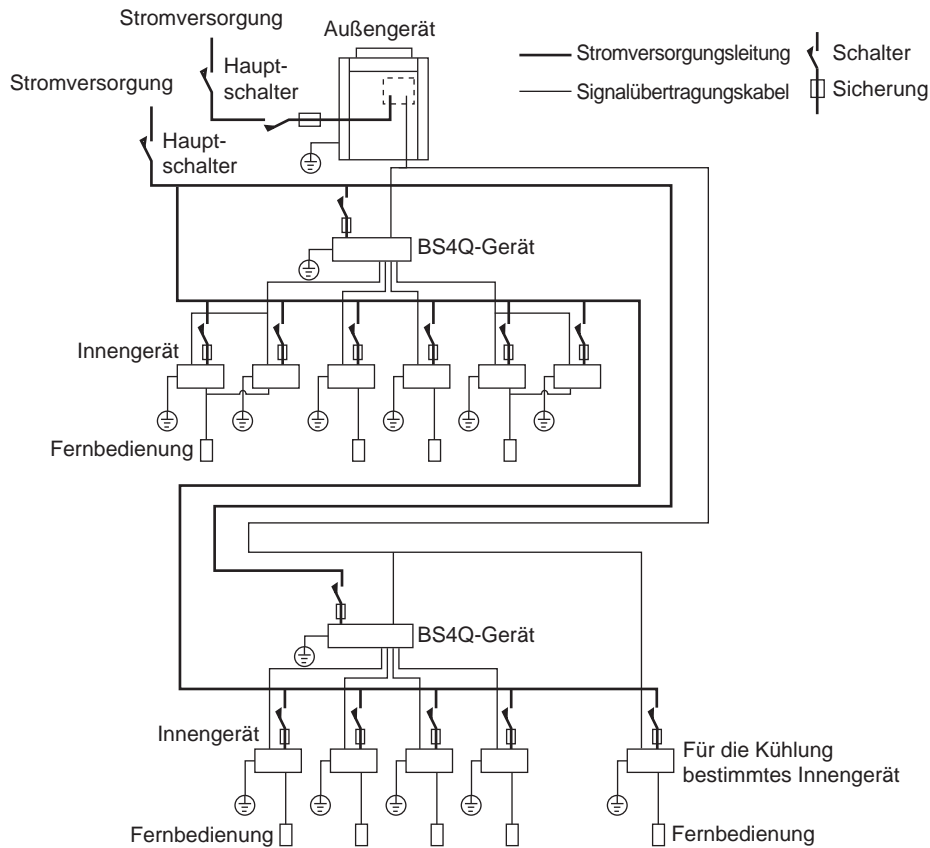 Stromversorgung
Außengerät
Stromversorgung
Haupt-
schalter
Stromversorgungsleitung
Schalter
Signalübertragungskabel
Sicherung
Haupt-
schalter
BS4Q-Gerät
Innengerät
Fernbedienung
BS4Q-Gerät
Innengerät
Für die Kühlung
bestimmtes Innengerät
Fernbedienung
Fernbedienung